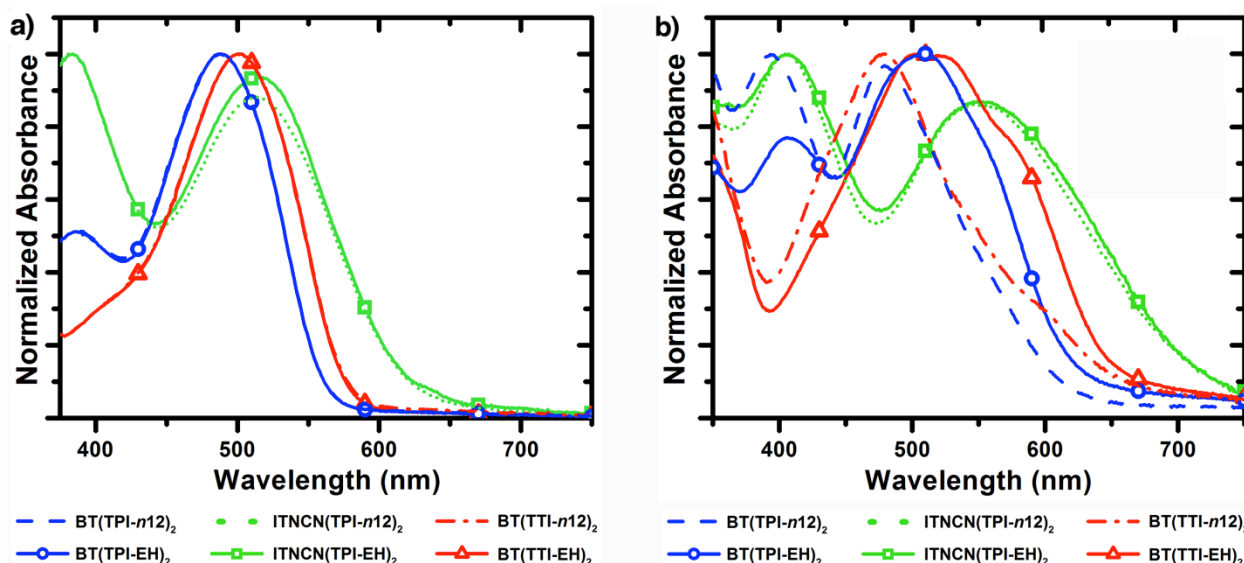 a)
Normalized Absorbance
400 500 600 700
Wavelength (nm)
BT(TPI-n12)₂ ITNCN(TPI-n12)₂ BT(TTI-n12)₂
BT(TPI-EH)₂ ITNCN(TPI-EH)₂ BT(TTI-EH)₂
b)
Normalized Absorbance
400 500 600 700
Wavelength (nm)
BT(TPI-n12)₂ ITNCN(TPI-n12)₂ BT(TTI-n12)₂
BT(TPI-EH)₂ ITNCN(TPI-EH)₂ BT(TTI-EH)₂